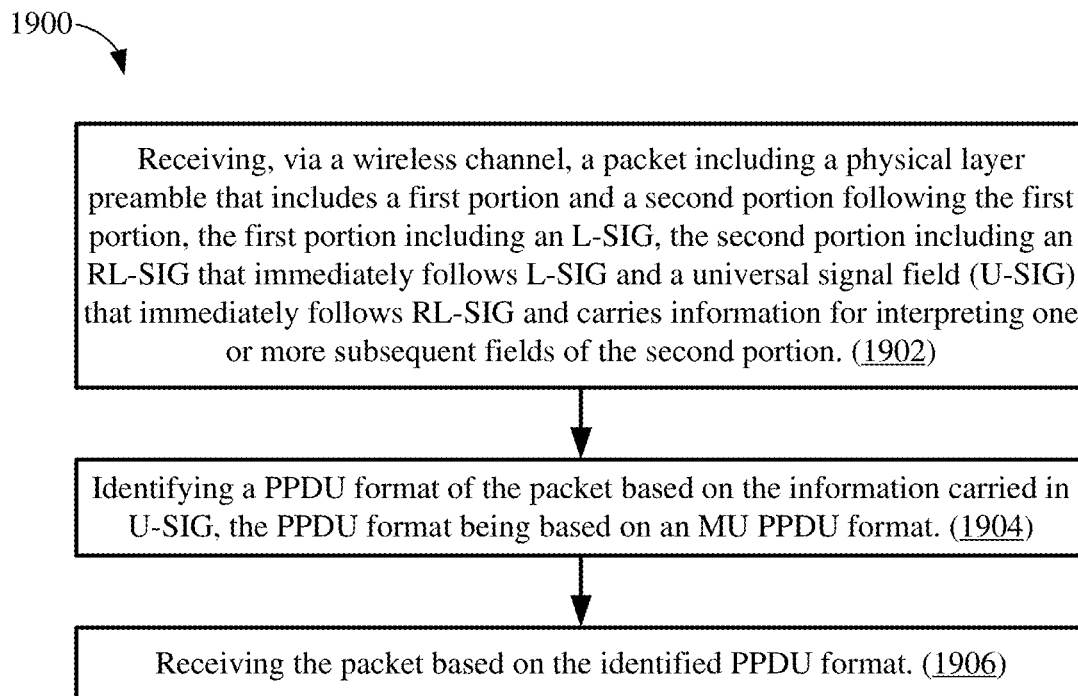 1900
Receiving, via a wireless channel, a packet including a physical layer
preamble that includes a first portion and a second portion following the first
portion, the first portion including an L-SIG, the second portion including an
RL-SIG that immediately follows L-SIG and a universal signal field (U-SIG)
that immediately follows RL-SIG and carries information for interpreting one
or more subsequent fields of the second portion. (1902)
Identifying a PPDU format of the packet based on the information carried in
U-SIG, the PPDU format being based on an MU PPDU format. (1904)
Receiving the packet based on the identified PPDU format. (1906)